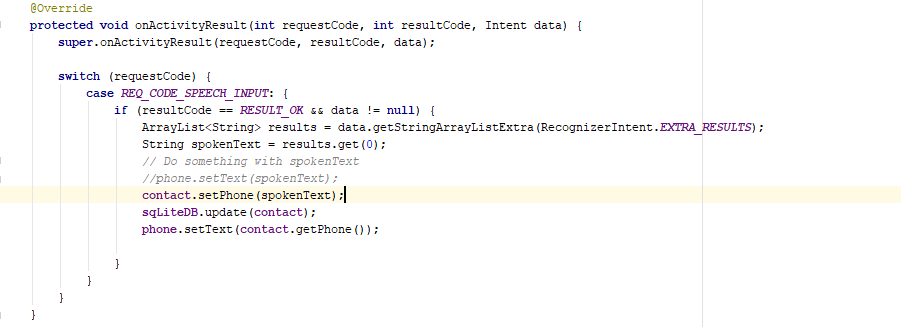 @Override
protected void onActivityResult(int requestCode, int resultCode, Intent data) {
super.onActivityResult(requestCode, resultCode, data);
switch (requestCode) {
case REQ_CODE_SPEECH_INPUT: {
if (resultCode == RESULT_OK && data != null) {
ArrayList<String> results = data.getStringArrayListExtra(RecognizerIntent.EXTRA_RESULTS);
String spokenText = results.get(0);
// Do something with spokenText
//phone.setText(spokenText);
contact.setPhone(spokenText);
sqLiteDB.update(contact);
phone.setText(contact.getPhone());
}
}
}
}